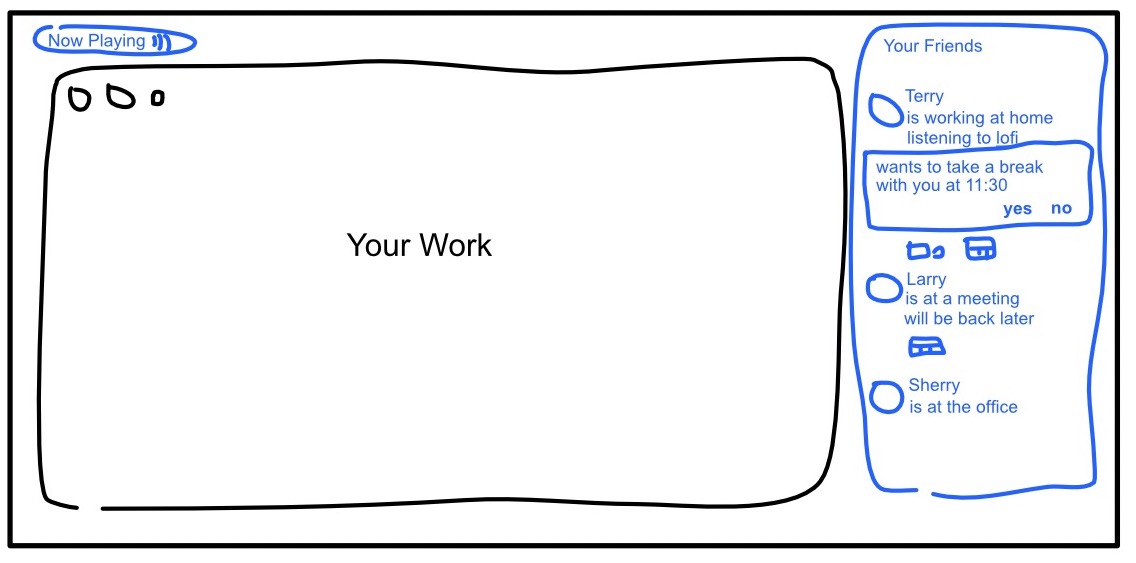 Now Playing
Your Friends
Terry
is working at home
listening to lofi
wants to take a break
with you at 11:30
yes no
Your Work
Larry
is at a meeting
will be back later
Sherry
is at the office